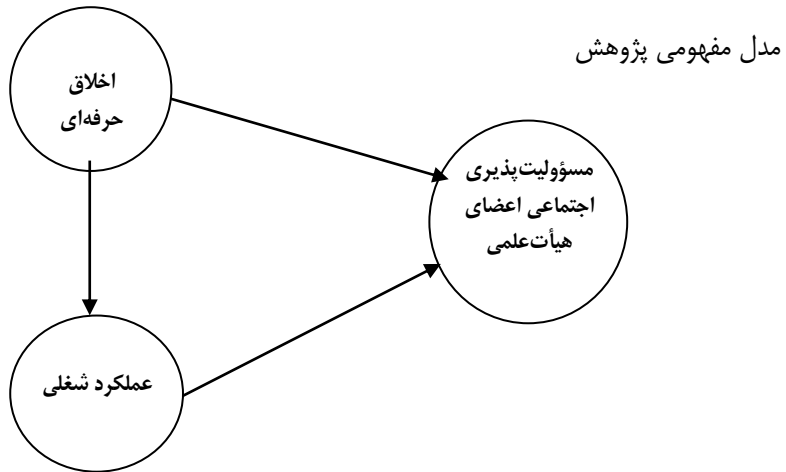 مدل مفهومی پژوهش
اخلاق
حرفه‌ای
مسؤولیت‌پذیری
اجتماعی اعضای
هیأت‌علمی
عملکرد شغلی